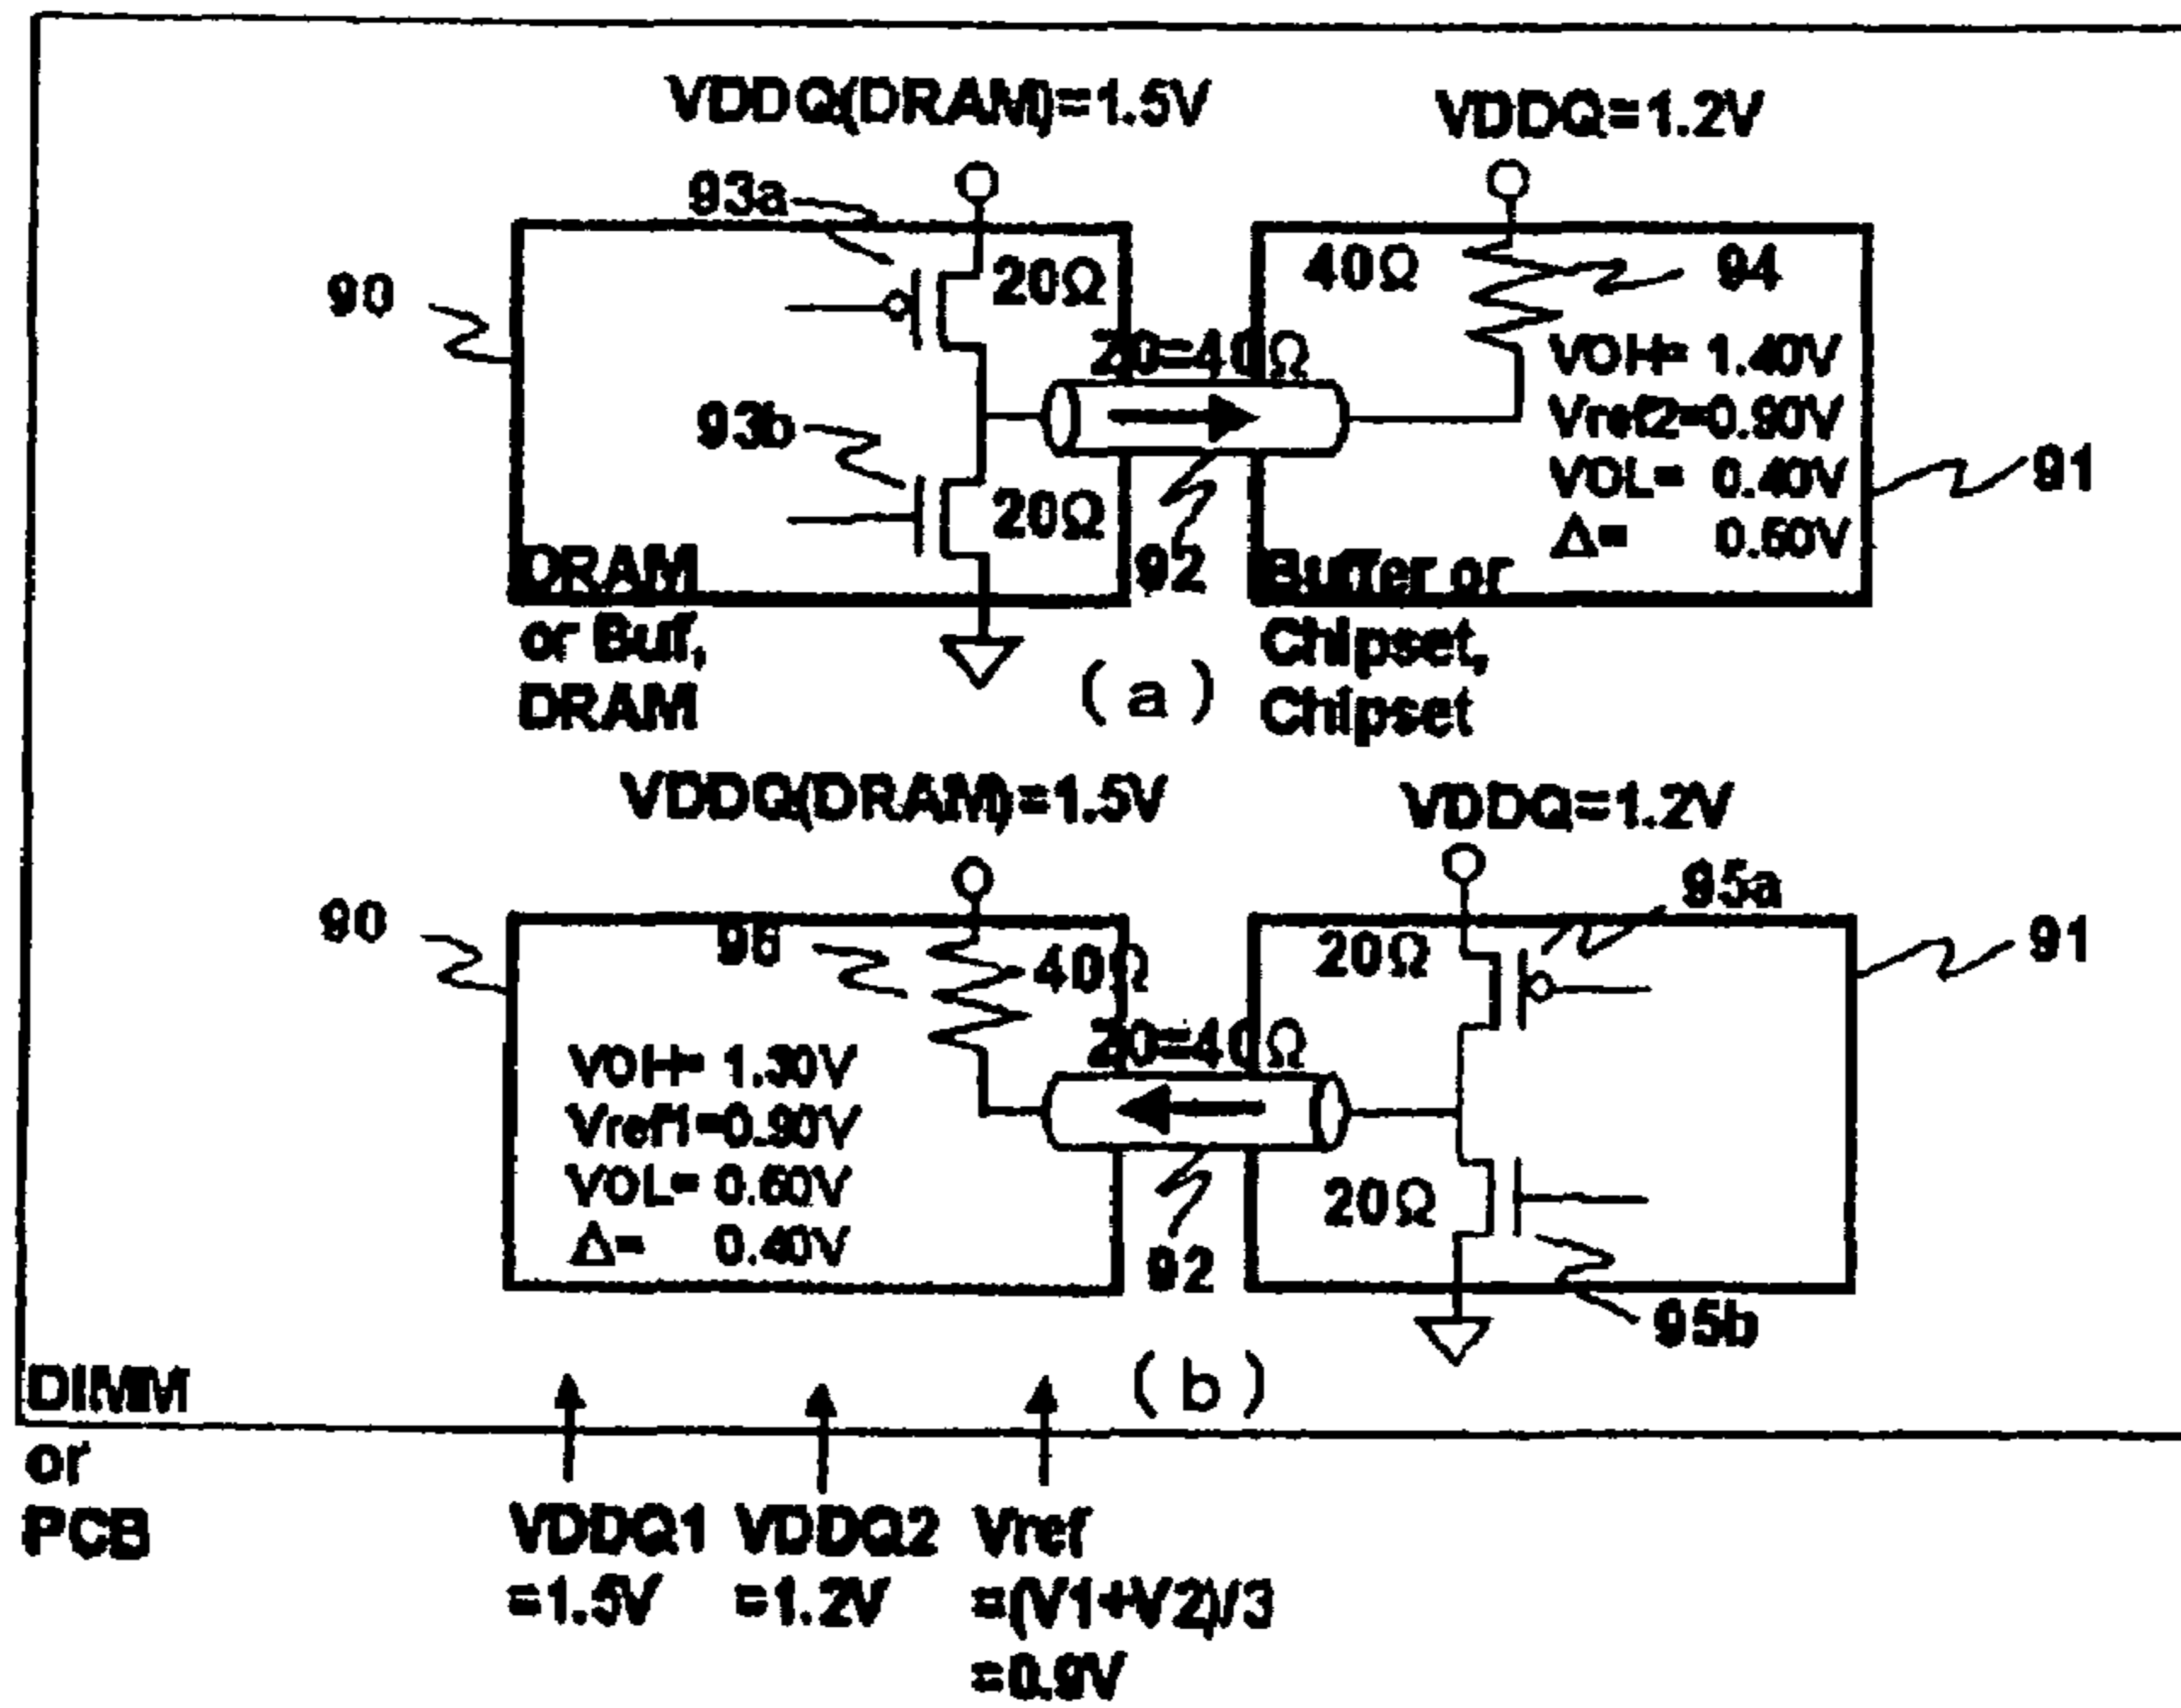 VDDQ(DRAM)=1.5V
VDDQ=1.2V
93a
90
20Ω
40Ω
94
Z0=40Ω
VOH= 1.40V
Vref2=0.90V
VOL= 0.40V
Δ= 0.50V
93b
91
20Ω
92
DRAM
or Buf,
DRAM
Buffer or
Chipset,
Chipset
(a)
VDDQ(DRAM)=1.5V
VDDQ=1.2V
95a
90
96
40Ω
20Ω
91
Z0=40Ω
VOH= 1.30V
Vref1=0.90V
VOL= 0.50V
Δ= 0.40V
20Ω
92
95b
(b)
DIMM
or
PCB
VDDQ1
=1.5V
VDDQ2
=1.2V
Vref
=(V1+V2)/3
=0.9V